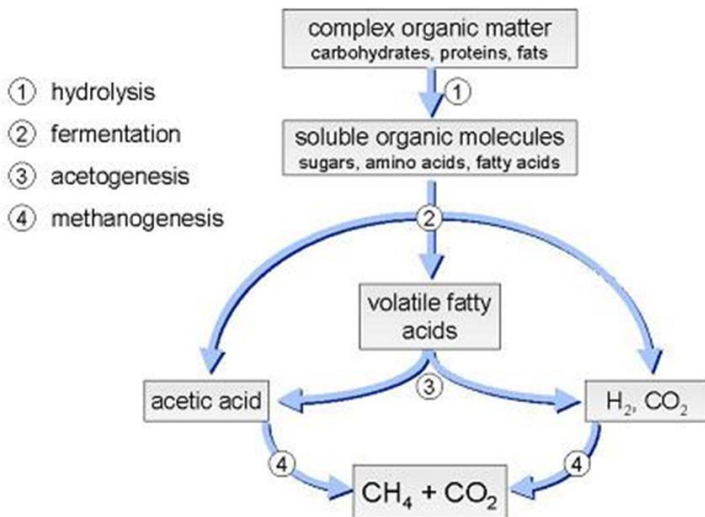 complex organic matter
carbohydrates, proteins, fats
① hydrolysis
② fermentation
③ acetogenesis
④ methanogenesis
①
soluble organic molecules
sugars, amino acids, fatty acids
②
volatile fatty
acids
③
acetic acid
H₂, CO₂
④
④
CH₄ + CO₂